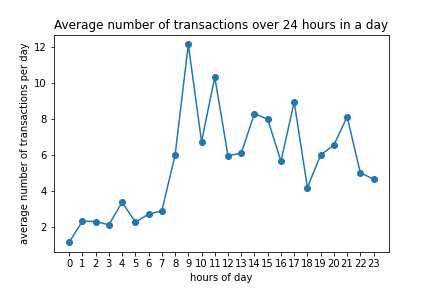 Average number of transactions over 24 hours in a day
average number of transactions per day
12
10
8
6
4
2
0 1 2 3 4 5 6 7 8 9 10 11 12 13 14 15 16 17 18 19 20 21 22 23
hours of day